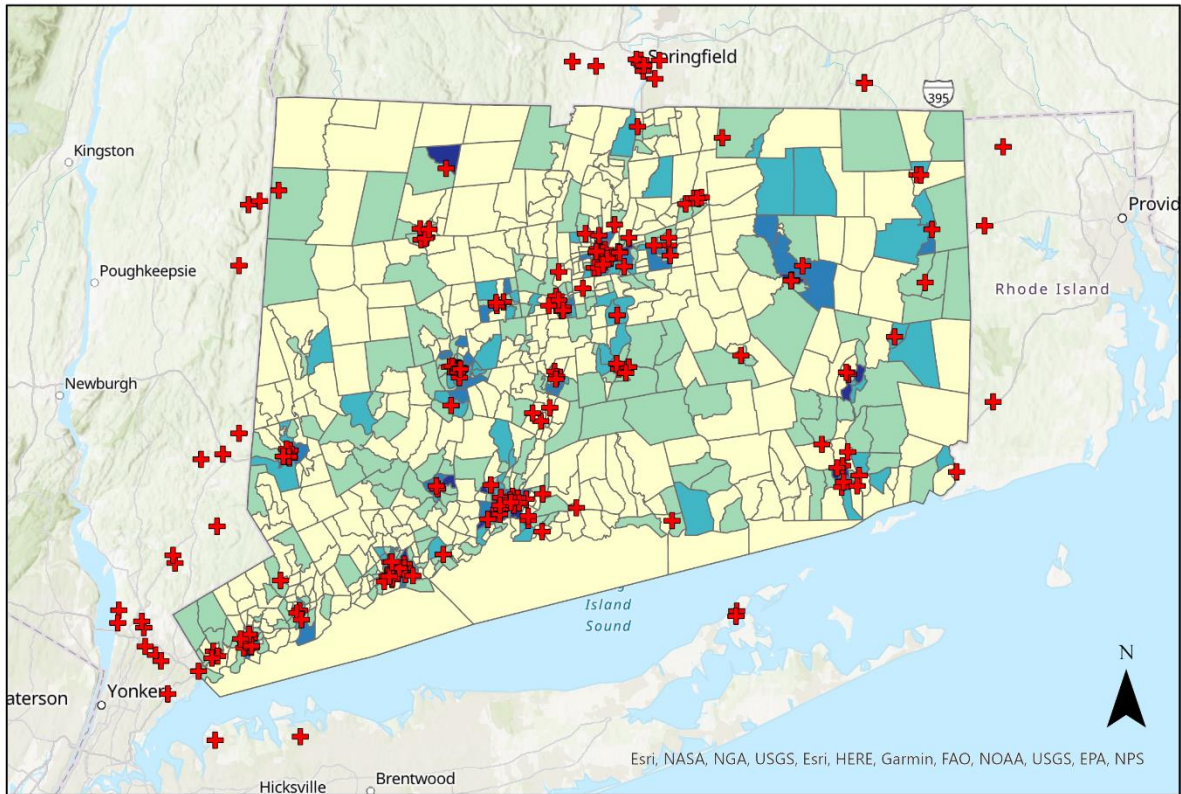 Springfield
395
Kingston
Provid
Poughkeepsie
Rhode Island
Newburgh
Island
Sound
N
Yonker
aterson
Esri, NASA, NGA, USGS, Esri, HERE, Garmin, FAO, NOAA, USGS, EPA, NPS
Brentwood
Hicksville